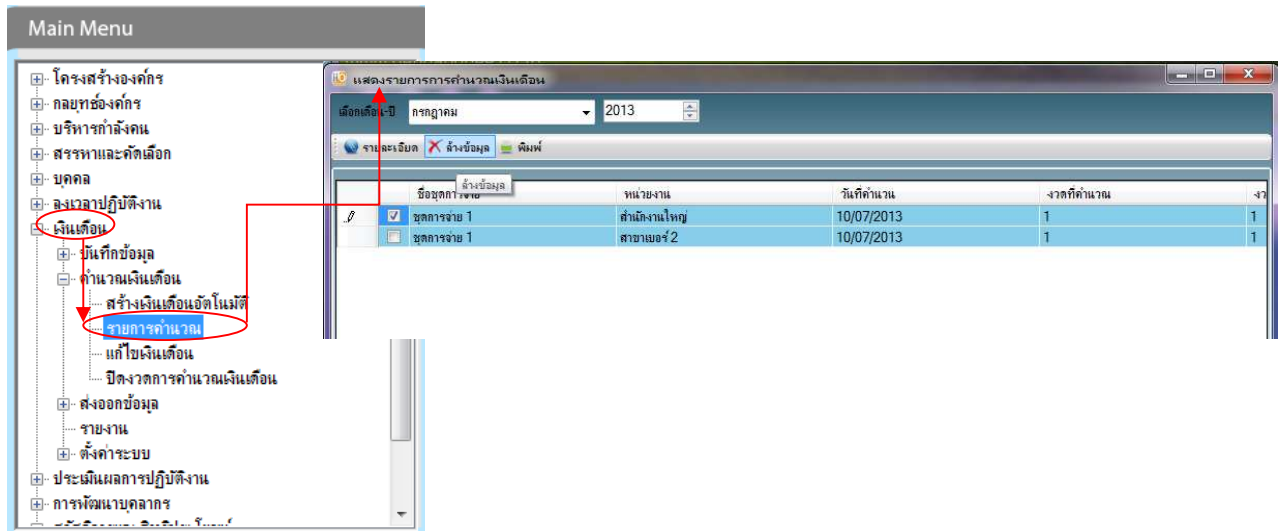 Main Menu
โครงสร้างองค์กร
กลยุทธ์องค์กร
บริหารกำลังคน
สรรหาและคัดเลือก
บุคคล
ลงเวลาปฏิบัติงาน
เงินเดือน
บันทึกข้อมูล
คำนวณเงินเดือน
สร้างเงินเดือนอัตโนมัติ
รายการคำนวณ
แก้ไขเงินเดือน
ปิดงวดการคำนวณเงินเดือน
ส่งออกข้อมูล
รายงาน
ตั้งค่าระบบ
ประเมินผลการปฏิบัติงาน
การพัฒนาบุคลากร
แสดงรายการการคำนวณเงินเดือน
เลือกเดือน-ปี กรกฎาคม 2013
รายละเอียด ล้างข้อมูล พิมพ์
ล้างข้อมูล
ชื่อชุดการจ่าย หน่วยงาน วันที่คำนวน งวดที่คำนวณ งว
ชุดการจ่าย 1 สำนักงานใหญ่ 10/07/2013 1 1
ชุดการจ่าย 1 สาขาเบอร์ 2 10/07/2013 1 1